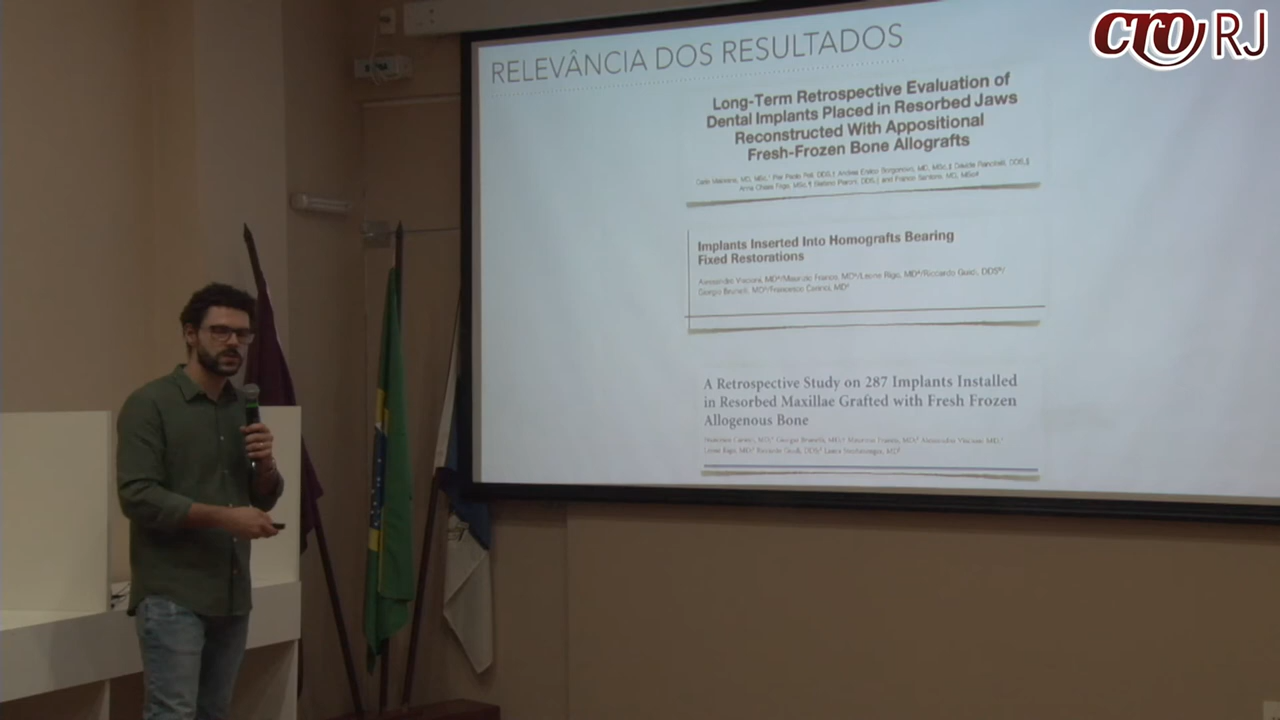 CRO RJ
RELEVÂNCIA DOS RESULTADOS
Long-Term Retrospective Evaluation of
Dental Implants Placed in Resorbed Jaws
Reconstructed With Appositional
Fresh-Frozen Bone Allografts
Implants Inserted Into Homografts Bearing
Fixed Restorations
A Retrospective Study on 287 Implants Installed
in Resorbed Maxillae Grafted with Fresh Frozen
Allogenous Bone